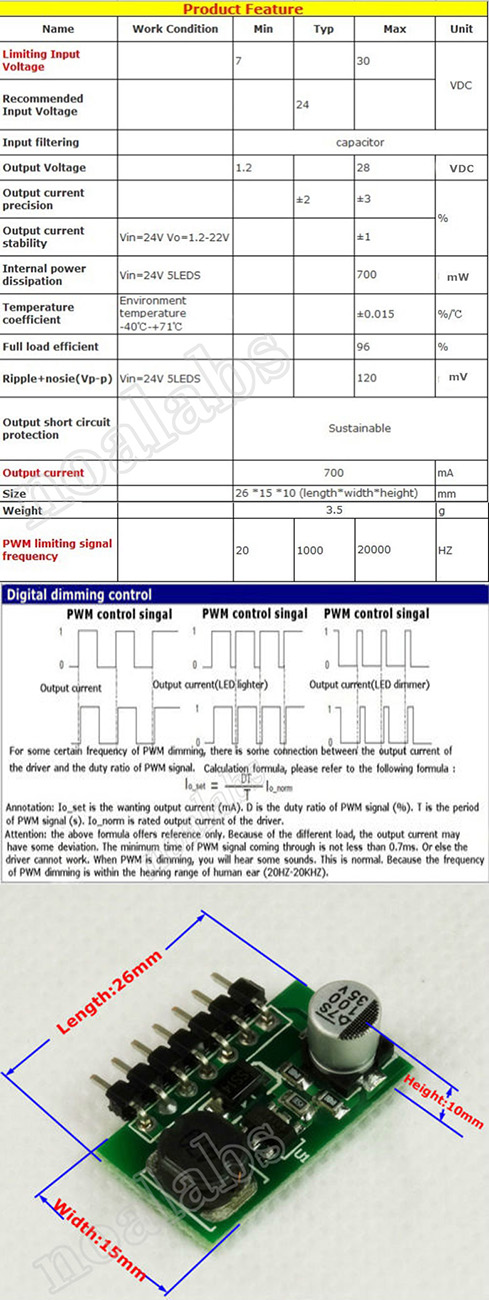 Product Feature
Name Work Condition Min Typ Max Unit
Limiting Input Voltage 7 30 VDC
Recommended Input Voltage 24
Input filtering capacitor
Output Voltage 1.2 28 VDC
Output current precision ±2 ±3 %
Output current stability Vin=24V Vo=1.2-22V ±1
Internal power dissipation Vin=24V 5LEDS 700 mW
Temperature coefficient Environment temperature -40℃-+71℃ ±0.015 %/℃
Full load efficient 96 %
Ripple+nosie(Vp-p) Vin=24V 5LEDS 120 mV
Output short circuit protection Sustainable
Output current 700 mA
Size 26 *15 *10 (length*width*height) mm
Weight 3.5 g
PWM limiting signal frequency 20 1000 20000 HZ
noalabs
Digital dimming control
PWM control singal PWM control singal PWM control singal
1 1 1
0 0 0
Output current Output current(LED lighter) Output current(LED dimmer)
1 1 1
0 0 0
For some certain frequency of PWM dimming, there is some connection between the output current of
the driver and the duty ratio of PWM signal. Calculation formula, please refer to the following formula :
Io_set = DT/T Io_norm
Annotation: Io_set is the wanting output current (mA). D is the duty ratio of PWM signal (%). T is the period
of PWM signal (s). Io_norm is rated output current of the driver.
Attention: the above formula offers reference only. Because of the different load, the output current may
have some deviation. The minimum time of PWM signal coming through is not less than 0.7ms. Or else the
driver cannot work. When PWM is dimming, you will hear some sounds. This is normal. Because the frequency
of PWM dimming is within the hearing range of human ear (20HZ-20KHZ).
Length:26mm
100
35V
Height:10mm
SS
U1
Width:15mm
noalabs